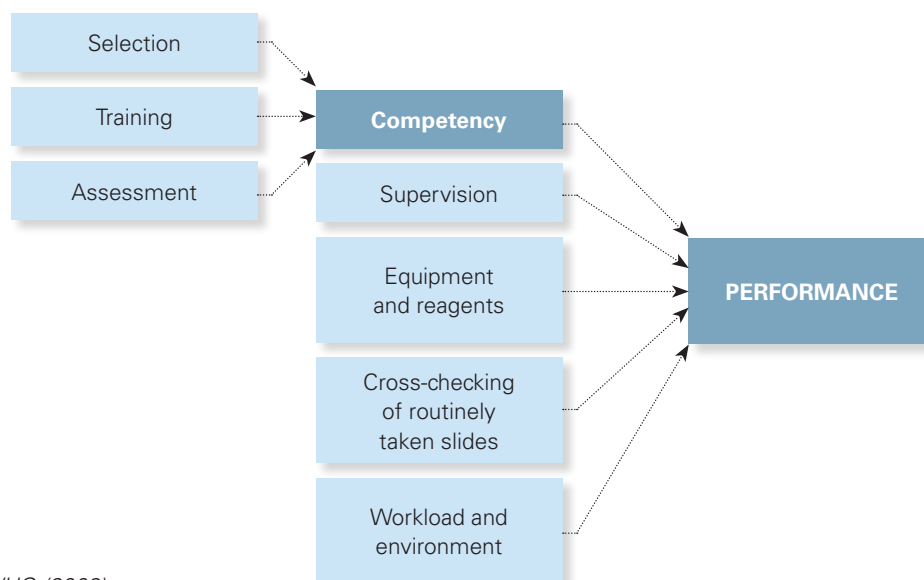 Selection
Training
Assessment
Competency
Supervision
Equipment
and reagents
Cross-checking
of routinely
taken slides
Workload and
environment
PERFORMANCE